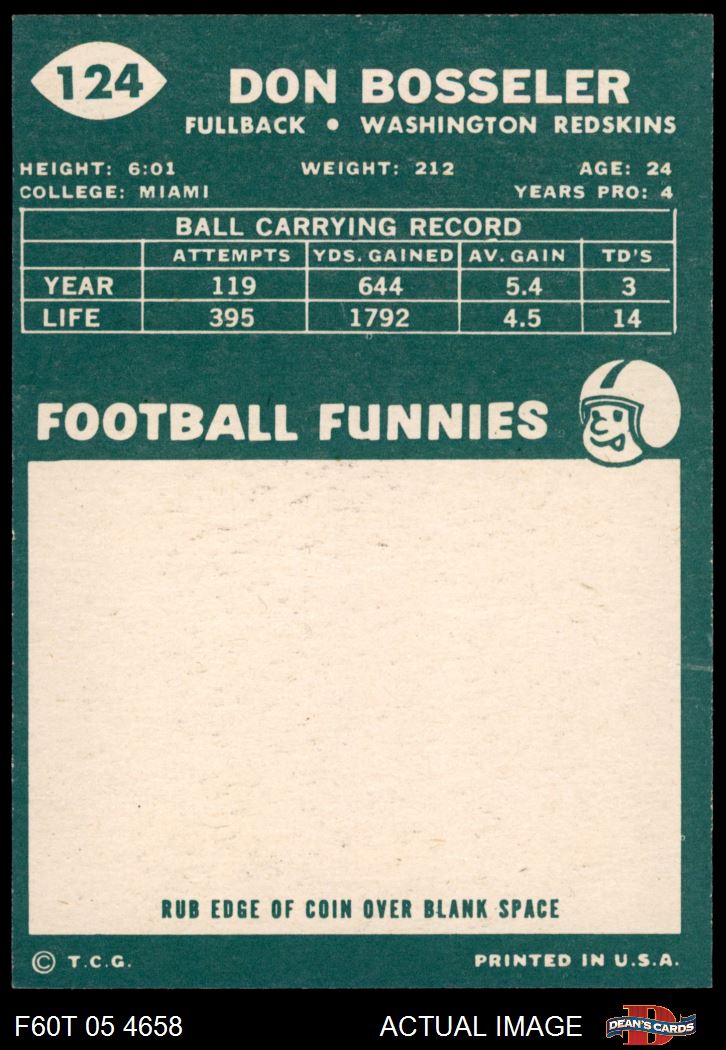 124
DON BOSSELER
FULLBACK • WASHINGTON REDSKINS
HEIGHT: 6:01 WEIGHT: 212 AGE: 24
COLLEGE: MIAMI YEARS PRO: 4
BALL CARRYING RECORD
ATTEMPTS YDS. GAINED AV. GAIN TD'S
YEAR 119 644 5.4 3
LIFE 395 1792 4.5 14
FOOTBALL FUNNIES
RUB EDGE OF COIN OVER BLANK SPACE
© T.C.G. PRINTED IN U.S.A.
F60T 05 4658 ACTUAL IMAGE D DEAN'S CARDS